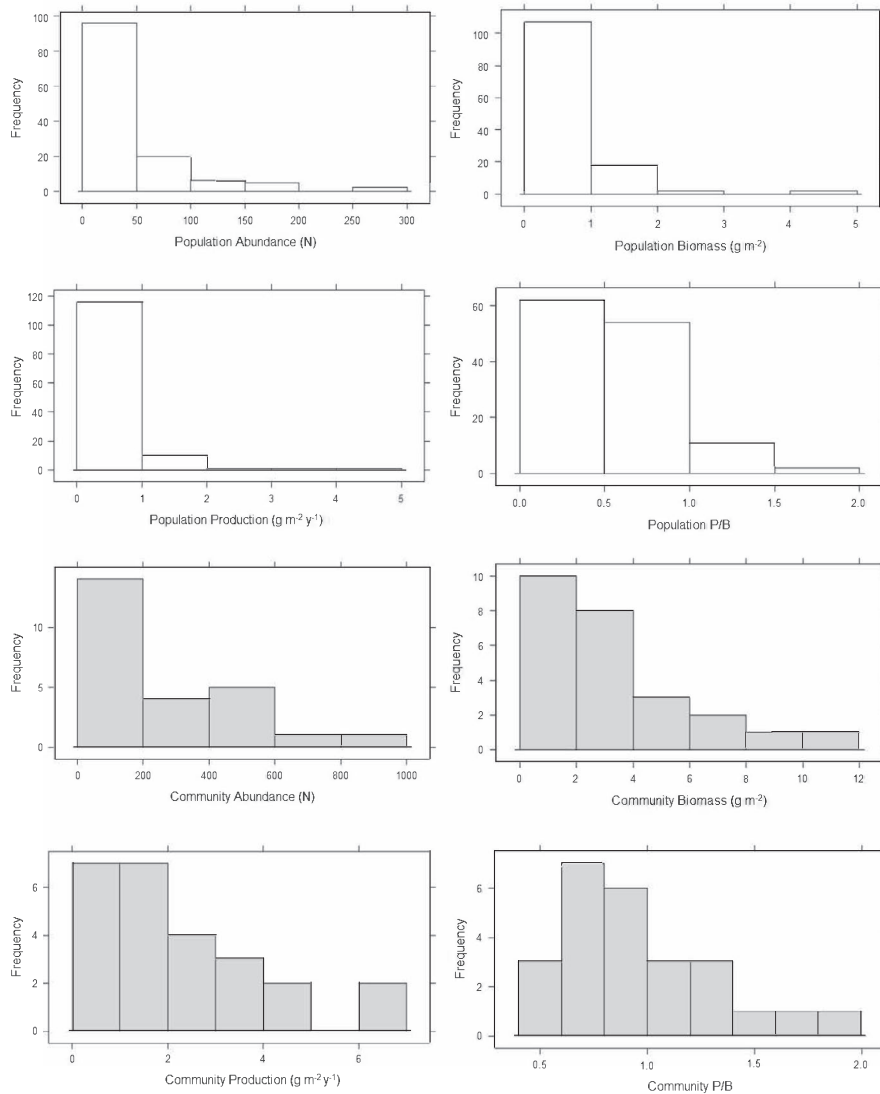 Frequency
100
80
60
40
20
0
0 50 100 150 200 250 300
Population Abundance (N)
Frequency
100
80
60
40
20
0
0 1 2 3 4 5
Population Biomass (g m-2)
Frequency
120
100
80
60
40
20
0
0 1 2 3 4 5
Population Production (g m-2 y-1)
Frequency
60
40
20
0
0.0 0.5 1.0 1.5 2.0
Population P/B
Frequency
10
5
0
0 200 400 600 800 1000
Community Abundance (N)
Frequency
10
8
6
4
2
0
0 2 4 6 8 10 12
Community Biomass (g m-2)
Frequency
6
4
2
0
0 2 4 6
Community Production (g m-2 y-1)
Frequency
6
4
2
0
0.5 1.0 1.5 2.0
Community P/B